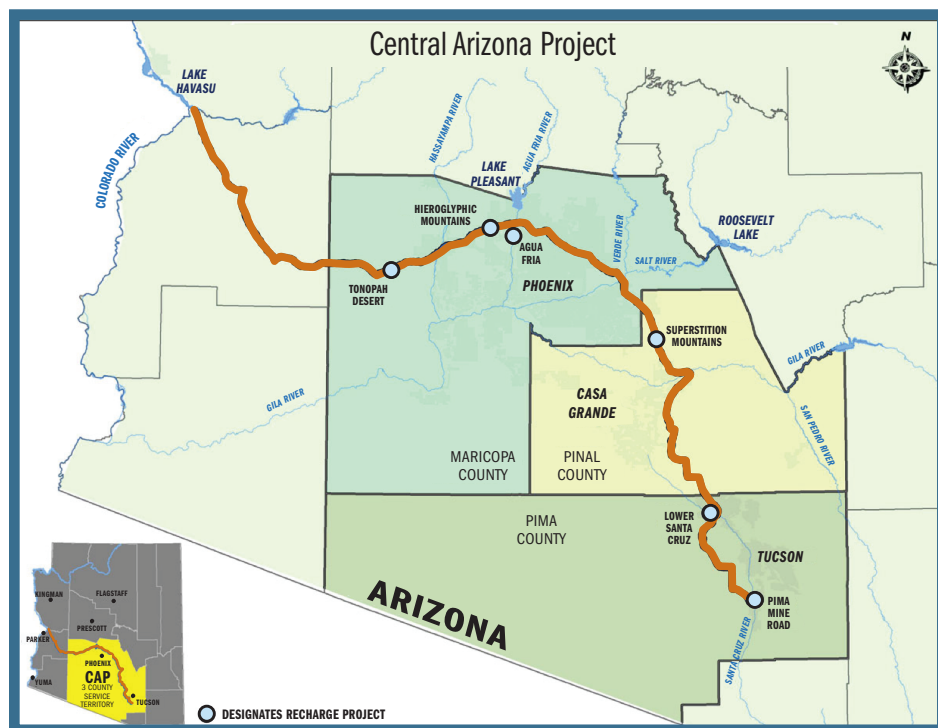 Central Arizona Project
N
LAKE
HAVASU
COLORADO RIVER
HASSAYAMPA RIVER
AGUA FRIA RIVER
LAKE
PLEASANT
HIEROGLYPHIC
MOUNTAINS
AGUA
FRIA
VERDE RIVER
ROOSEVELT
LAKE
SALT RIVER
TONOPAH
DESERT
PHOENIX
SUPERSTITION
MOUNTAINS
GILA RIVER
GILA RIVER
CASA
GRANDE
SAN PEDRO RIVER
MARICOPA
COUNTY
PINAL
COUNTY
PIMA
COUNTY
LOWER
SANTA
CRUZ
TUCSON
ARIZONA
PIMA
MINE
ROAD
SANTA CRUZ RIVER
KINGMAN
FLAGSTAFF
PRESCOTT
PARKER
PHOENIX
CAP
3 COUNTY
SERVICE
TERRITORY
YUMA
TUCSON
DESIGNATES RECHARGE PROJECT